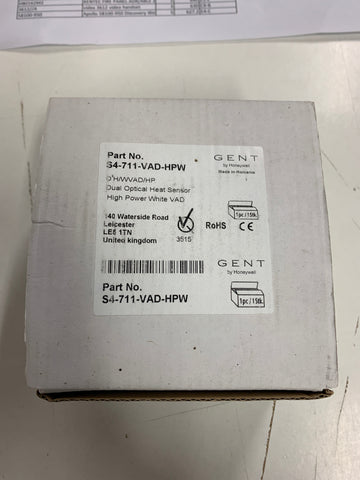 Part No.
S4-711-VAD-HPW
GENT
by Honeywell
Made in Romania
O²H/WVAD/HP
Dual Optical Heat Sensor
High Power White VAD
140 Waterside Road
Leicester
LE5 1TN
United kingdom
3515
RoHS
CE
1pc / 1Stk.
GENT
by Honeywell
Part No.
S4-711-VAD-HPW
1pc / 1Stk.